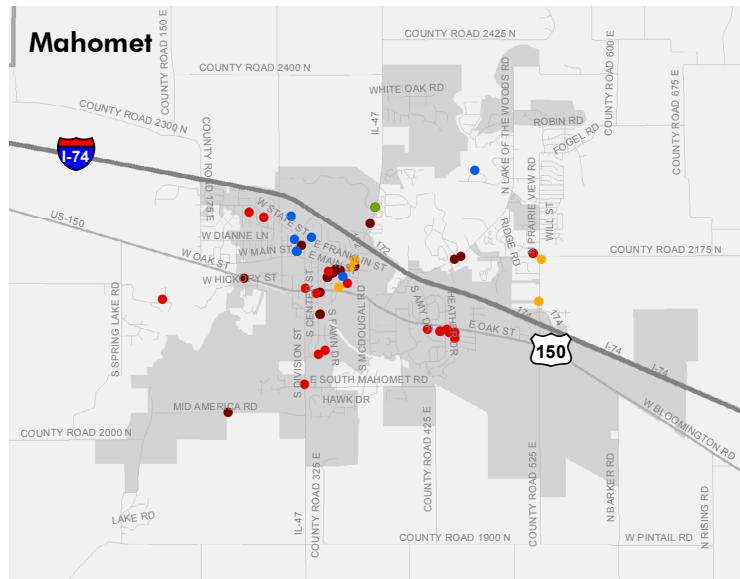 Mahomet
COUNTY ROAD 150 E
COUNTY ROAD 2425 N
COUNTY ROAD 600 E
COUNTY ROAD 2400 N
COUNTY ROAD 675 E
WHITE OAK RD
N LAKE OF THE WOODS RD
COUNTY ROAD 2300 N
IL-47
ROBIN RD
FOGEL RD
I-74
COUNTY ROAD 175 E
N PRAIRIE VIEW RD
WILL ST
US-150
W STATE ST
W DIANNE LN
E FRANKLIN ST
172
172
RIDGE RD
COUNTY ROAD 2175 N
W MAIN ST
E MAIN ST
W OAK ST
W HICKORY ST
S SPRING LAKE RD
S CENTER ST
S DIVISION ST
S FAWN DR
S MCDOUGAL RD
S AMY DR
HEATHER DR
E OAK ST
174
174
150
I-74
I-74
E SOUTH MAHOMET RD
HAWK DR
MID AMERICA RD
W BLOOMINGTON RD
COUNTY ROAD 2000 N
COUNTY ROAD 425 E
COUNTY ROAD 525 E
N BARKER RD
N RISING RD
LAKE RD
IL-47
COUNTY ROAD 325 E
COUNTY ROAD 1900 N
W PINTAIL RD